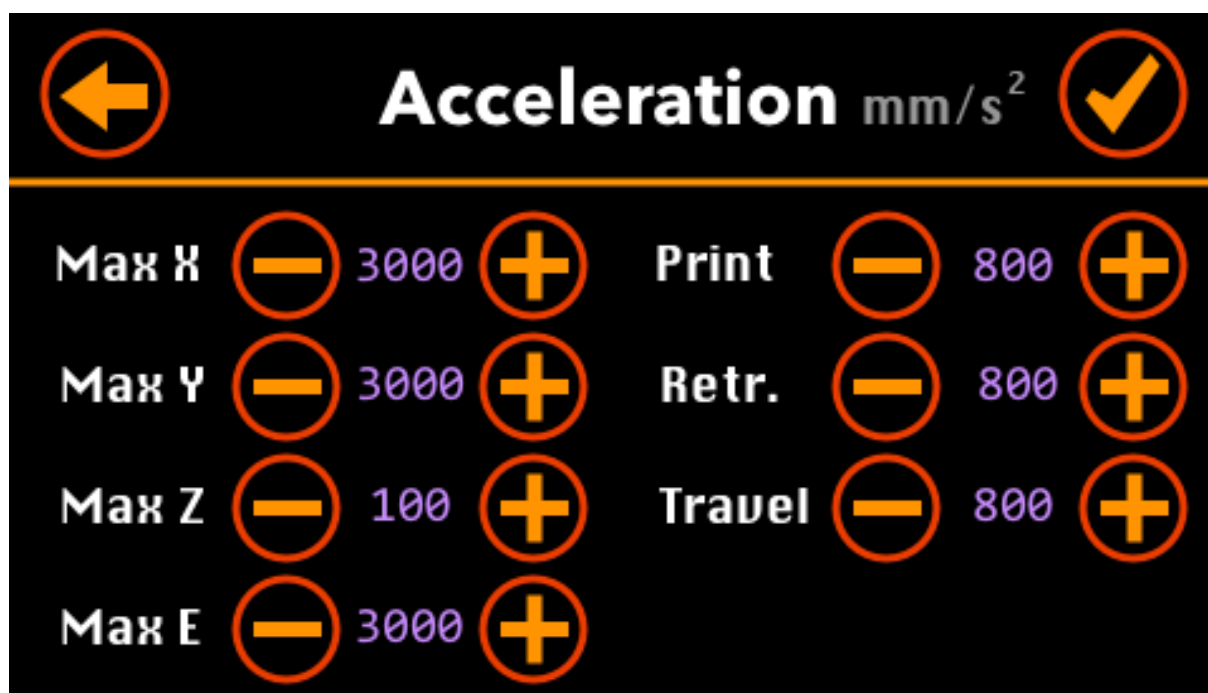 Acceleration mm/s²
Max X 3000 Print 800
Max Y 3000 Retr. 800
Max Z 100 Travel 800
Max E 3000